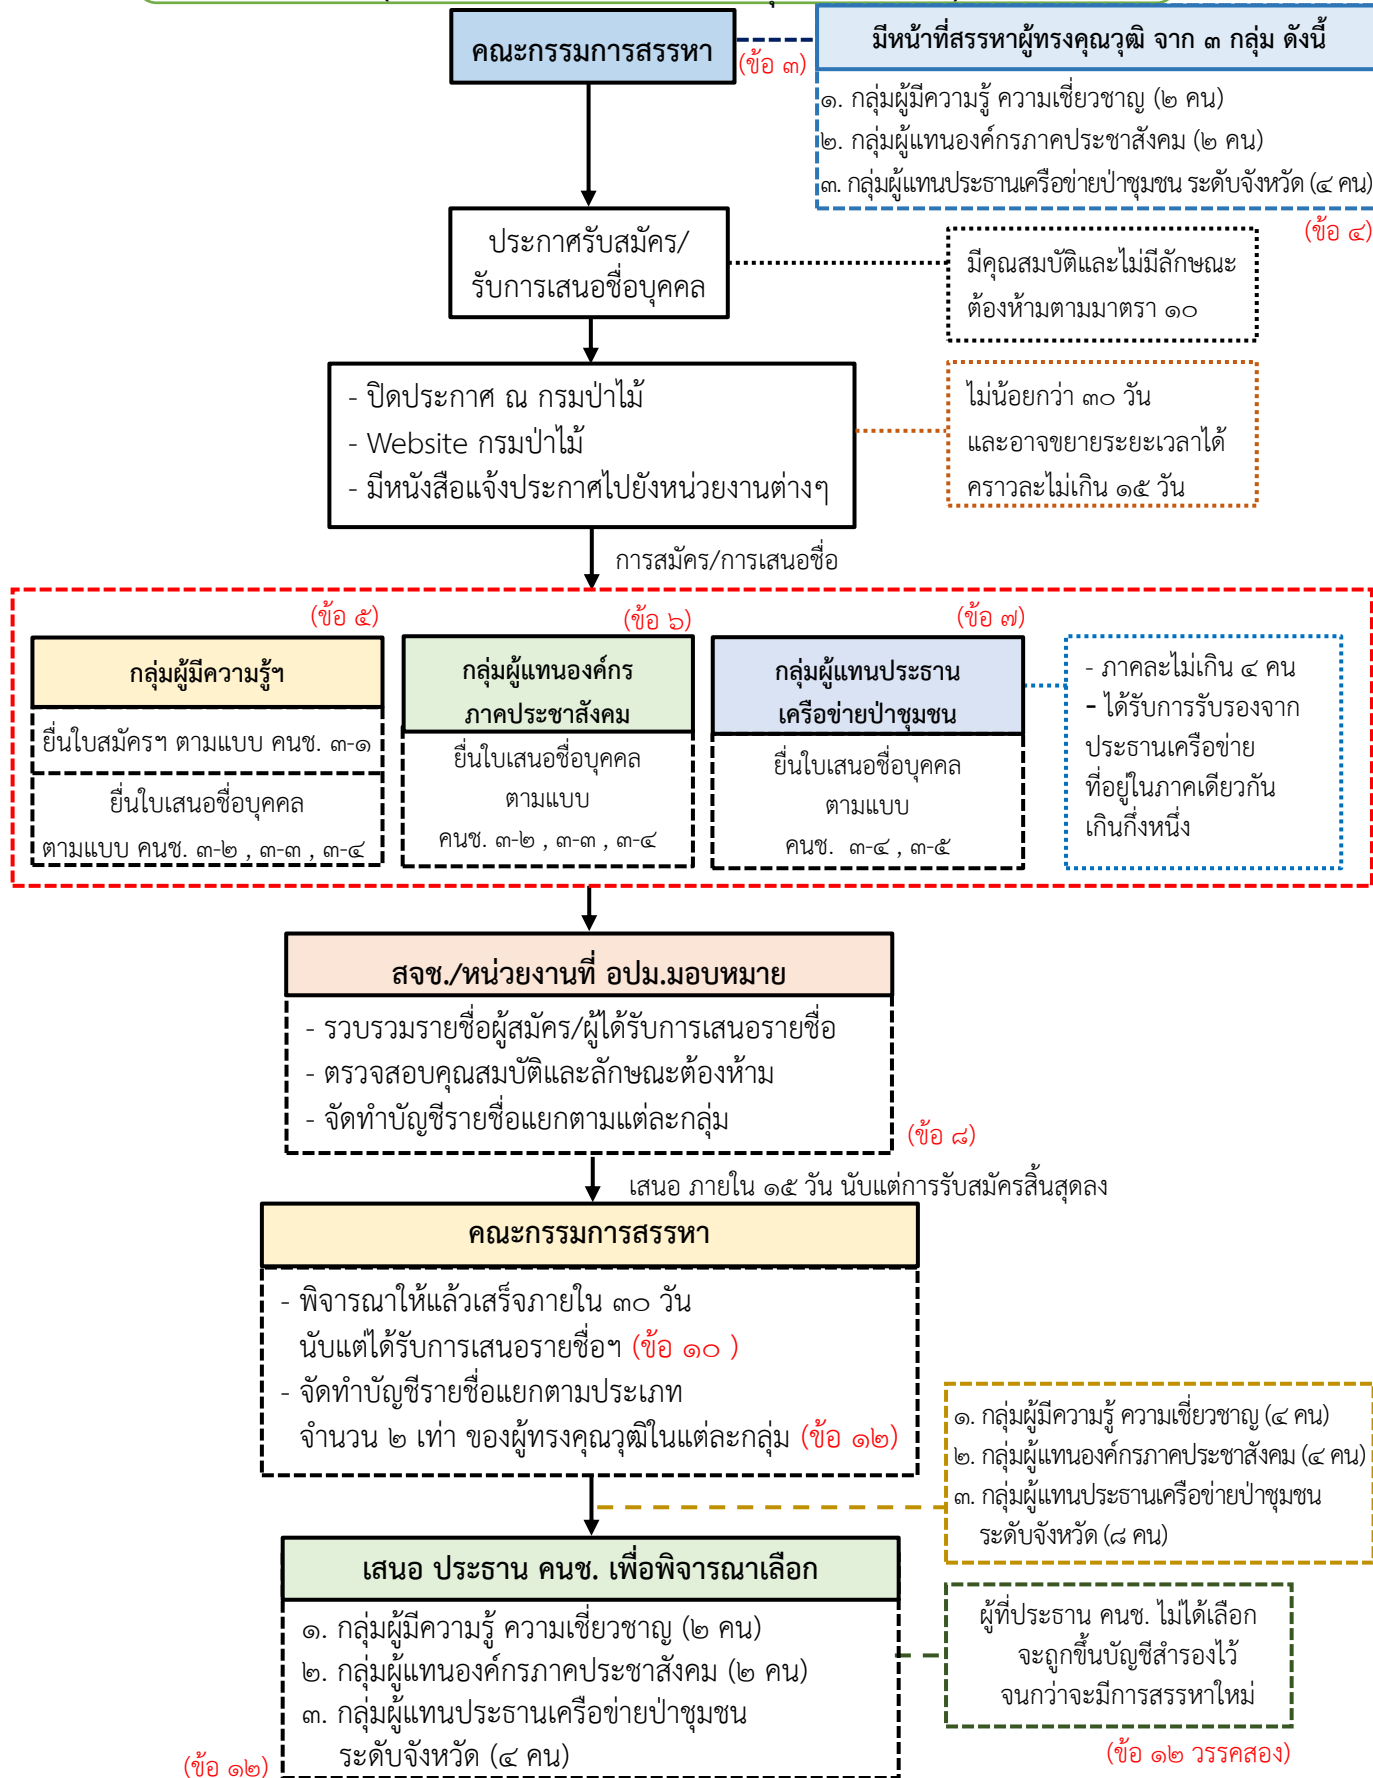 คณะกรรมการสรรหา
(ข้อ ๓)
มีหน้าที่สรรหาผู้ทรงคุณวุฒิ จาก ๓ กลุ่ม ดังนี้
๑. กลุ่มผู้มีความรู้ ความเชี่ยวชาญ (๒ คน)
๒. กลุ่มผู้แทนองค์กรภาคประชาสังคม (๒ คน)
๓. กลุ่มผู้แทนประธานเครือข่ายป่าชุมชน ระดับจังหวัด (๔ คน)
(ข้อ ๔)
ประกาศรับสมัคร/
รับการเสนอชื่อบุคคล
มีคุณสมบัติและไม่มีลักษณะ
ต้องห้ามตามมาตรา ๑๐
- ปิดประกาศ ณ กรมป่าไม้
- Website กรมป่าไม้
- มีหนังสือแจ้งประกาศไปยังหน่วยงานต่างๆ
ไม่น้อยกว่า ๓๐ วัน
และอาจขยายระยะเวลาได้
คราวละไม่เกิน ๑๕ วัน
การสมัคร/การเสนอชื่อ
(ข้อ ๕)
กลุ่มผู้มีความรู้ฯ
ยื่นใบสมัครฯ ตามแบบ คนช. ๓-๑
ยื่นใบเสนอชื่อบุคคล
ตามแบบ คนช. ๓-๒ , ๓-๓ , ๓-๔
(ข้อ ๖)
กลุ่มผู้แทนองค์กร
ภาคประชาสังคม
ยื่นใบเสนอชื่อบุคคล
ตามแบบ
คนช. ๓-๒ , ๓-๓ , ๓-๔
(ข้อ ๗)
กลุ่มผู้แทนประธาน
เครือข่ายป่าชุมชน
ยื่นใบเสนอชื่อบุคคล
ตามแบบ
คนช. ๓-๔ , ๓-๕
- ภาคละไม่เกิน ๔ คน
- ได้รับการรับรองจาก
ประธานเครือข่าย
ที่อยู่ในภาคเดียวกัน
เกินกึ่งหนึ่ง
สจช./หน่วยงานที่ อปม.มอบหมาย
- รวบรวมรายชื่อผู้สมัคร/ผู้ได้รับการเสนอรายชื่อ
- ตรวจสอบคุณสมบัติและลักษณะต้องห้าม
- จัดทำบัญชีรายชื่อแยกตามแต่ละกลุ่ม
(ข้อ ๘)
เสนอ ภายใน ๑๕ วัน นับแต่การรับสมัครสิ้นสุดลง
คณะกรรมการสรรหา
- พิจารณาให้แล้วเสร็จภายใน ๓๐ วัน
นับแต่ได้รับการเสนอรายชื่อฯ (ข้อ ๑๐ )
- จัดทำบัญชีรายชื่อแยกตามประเภท
จำนวน ๒ เท่า ของผู้ทรงคุณวุฒิในแต่ละกลุ่ม (ข้อ ๑๒)
๑. กลุ่มผู้มีความรู้ ความเชี่ยวชาญ (๔ คน)
๒. กลุ่มผู้แทนองค์กรภาคประชาสังคม (๔ คน)
๓. กลุ่มผู้แทนประธานเครือข่ายป่าชุมชน
ระดับจังหวัด (๘ คน)
เสนอ ประธาน คนช. เพื่อพิจารณาเลือก
๑. กลุ่มผู้มีความรู้ ความเชี่ยวชาญ (๒ คน)
๒. กลุ่มผู้แทนองค์กรภาคประชาสังคม (๒ คน)
๓. กลุ่มผู้แทนประธานเครือข่ายป่าชุมชน
ระดับจังหวัด (๔ คน)
(ข้อ ๑๒)
ผู้ที่ประธาน คนช. ไม่ได้เลือก
จะถูกขึ้นบัญชีสำรองไว้
จนกว่าจะมีการสรรหาใหม่
(ข้อ ๑๒ วรรคสอง)